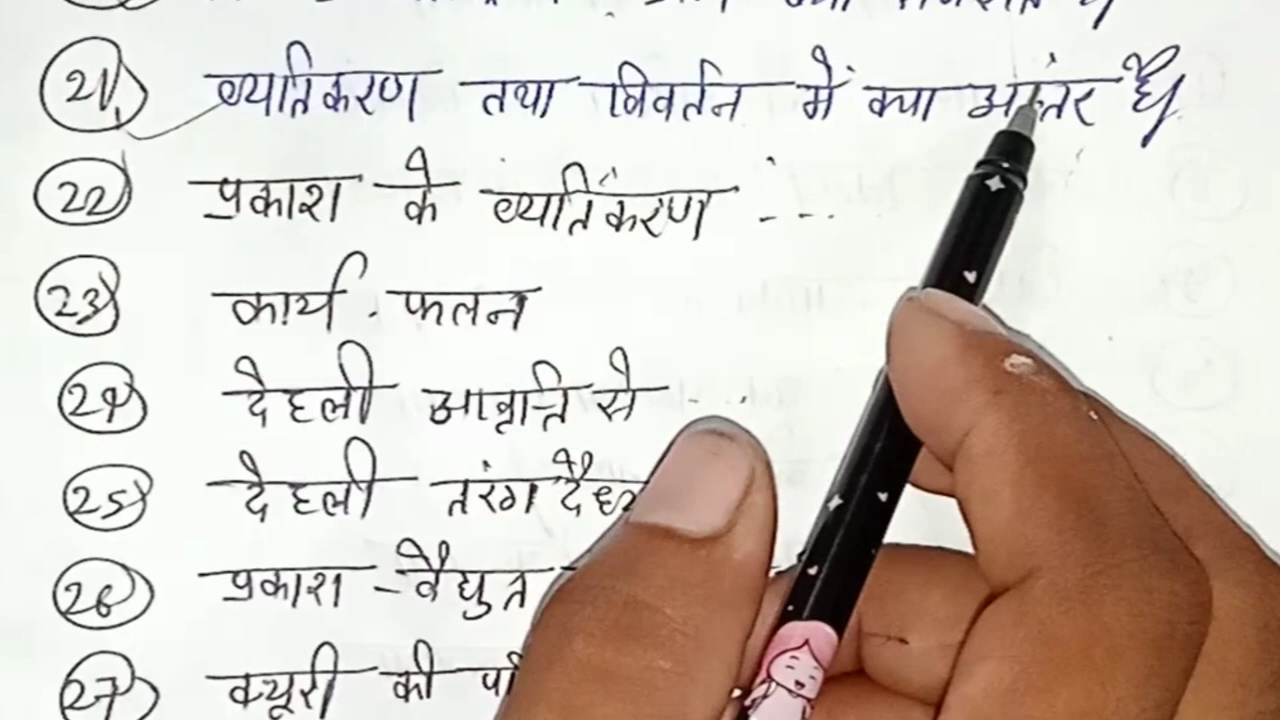 21) व्यतिकरण तथा विवर्तन में क्या अंतर है
22) प्रकाश के व्यतिकरण ----
23) कार्य. फलन
24) देहली आवृत्ति से ----
25) देहली तरंगदैर्ध्य
26) प्रकाश - वैद्युत
27) क्यूरी की